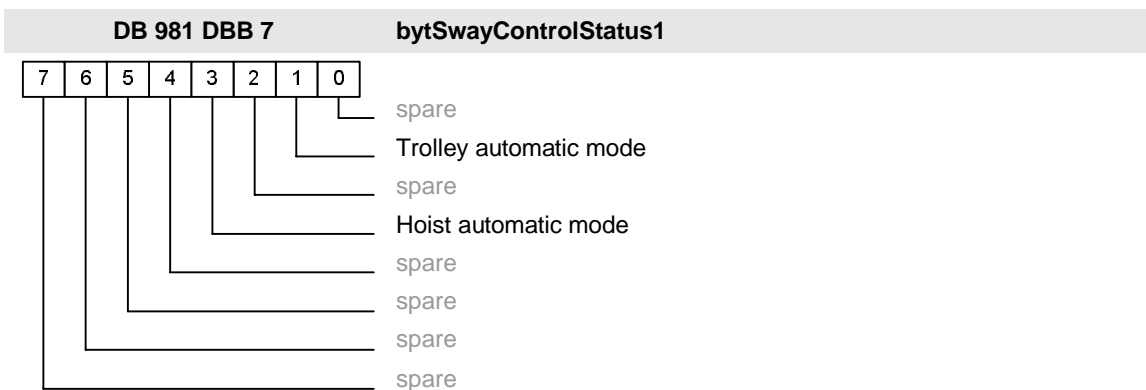 DB 981 DBB 7 bytSwayControlStatus1
7 6 5 4 3 2 1 0
spare
Trolley automatic mode
spare
Hoist automatic mode
spare
spare
spare
spare